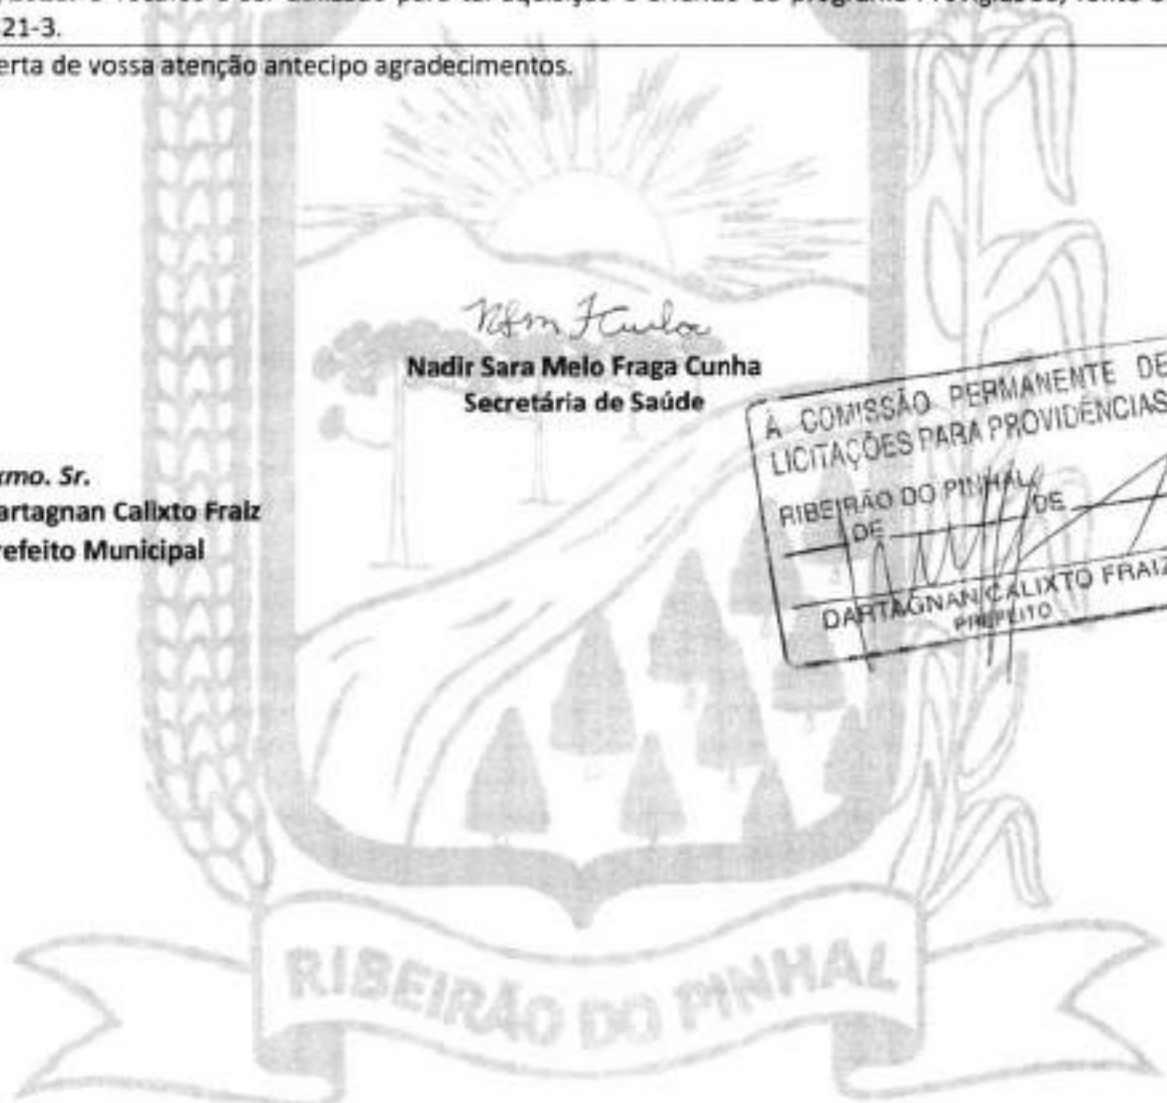 21-3.
erta de vossa atenção antecipo agradecimentos.
Nadir Sara Melo Fraga Cunha
Secretária de Saúde
xmo. Sr.
artagnan Calixto Fraiz
refeito Municipal
À COMISSÃO PERMANENTE DE
LICITAÇÕES PARA PROVIDÊNCIAS
RIBEIRÃO DO PINHAL
DE DE
DARTAGNAN CALIXTO FRAIZ
PREFEITO
RIBEIRÃO DO PINHAL